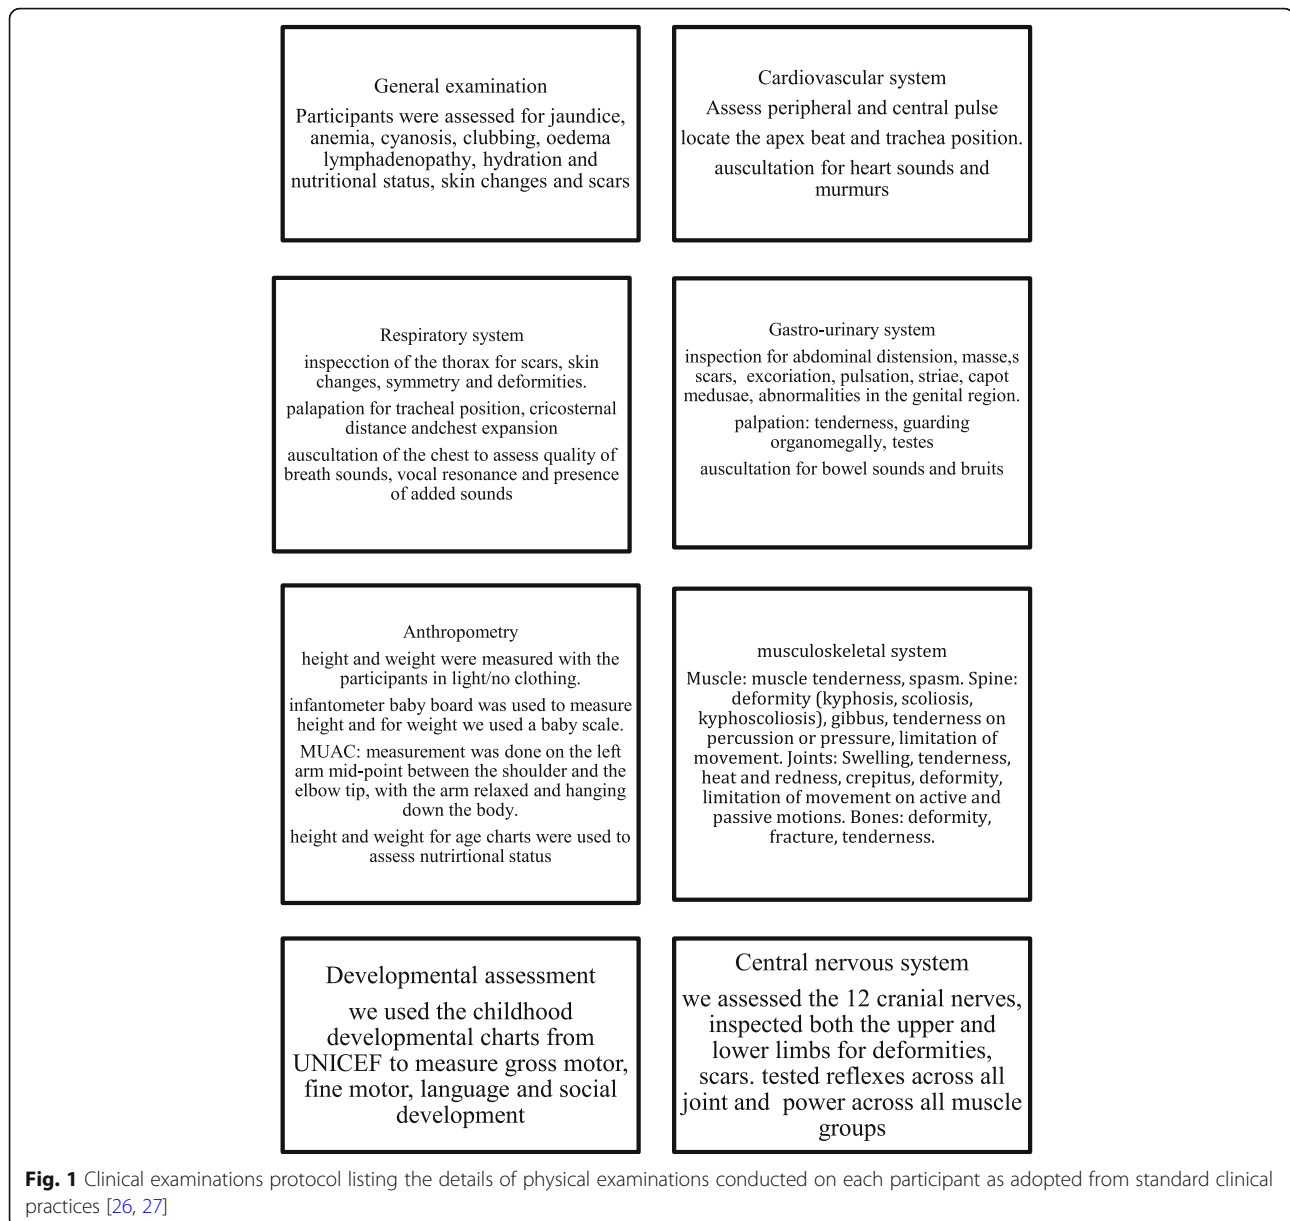 General examination
Participants were assessed for jaundice,
anemia, cyanosis, clubbing, oedema
lymphadenopathy, hydration and
nutritional status, skin changes and scars
Cardiovascular system
Assess peripheral and central pulse
locate the apex beat and trachea position.
auscultation for heart sounds and
murmurs
Respiratory system
inspecction of the thorax for scars, skin
changes, symmetry and deformities.
palapation for tracheal position, cricosternal
distance andchest expansion
auscultation of the chest to assess quality of
breath sounds, vocal resonance and presence
of added sounds
Gastro-urinary system
inspection for abdominal distension, masse,s
scars,  excoriation, pulsation, striae, capot
medusae, abnormalities in the genital region.
palpation: tenderness, guarding
organomegally, testes
auscultation for bowel sounds and bruits
Anthropometry
height and weight were measured with the
participants in light/no clothing.
infantometer baby board was used to measure
height and for weight we used a baby scale.
MUAC: measurement was done on the left
arm mid-point between the shoulder and the
elbow tip, with the arm relaxed and hanging
down the body.
height and weight for age charts were used to
assess nutrirtional status
musculoskeletal system
Muscle: muscle tenderness, spasm. Spine:
deformity (kyphosis, scoliosis,
kyphoscoliosis), gibbus, tenderness on
percussion or pressure, limitation of
movement. Joints: Swelling, tenderness,
heat and redness, crepitus, deformity,
limitation of movement on active and
passive motions. Bones: deformity,
fracture, tenderness.
Developmental assessment
we used the childhood
developmental charts from
UNICEF to measure gross motor,
fine motor, language and social
development
Central nervous system
we assessed the 12 cranial nerves,
inspected both the upper and
lower limbs for deformities,
scars. tested reflexes across all
joint and  power across all muscle
groups
Fig. 1 Clinical examinations protocol listing the details of physical examinations conducted on each participant as adopted from standard clinical
practices [26, 27]